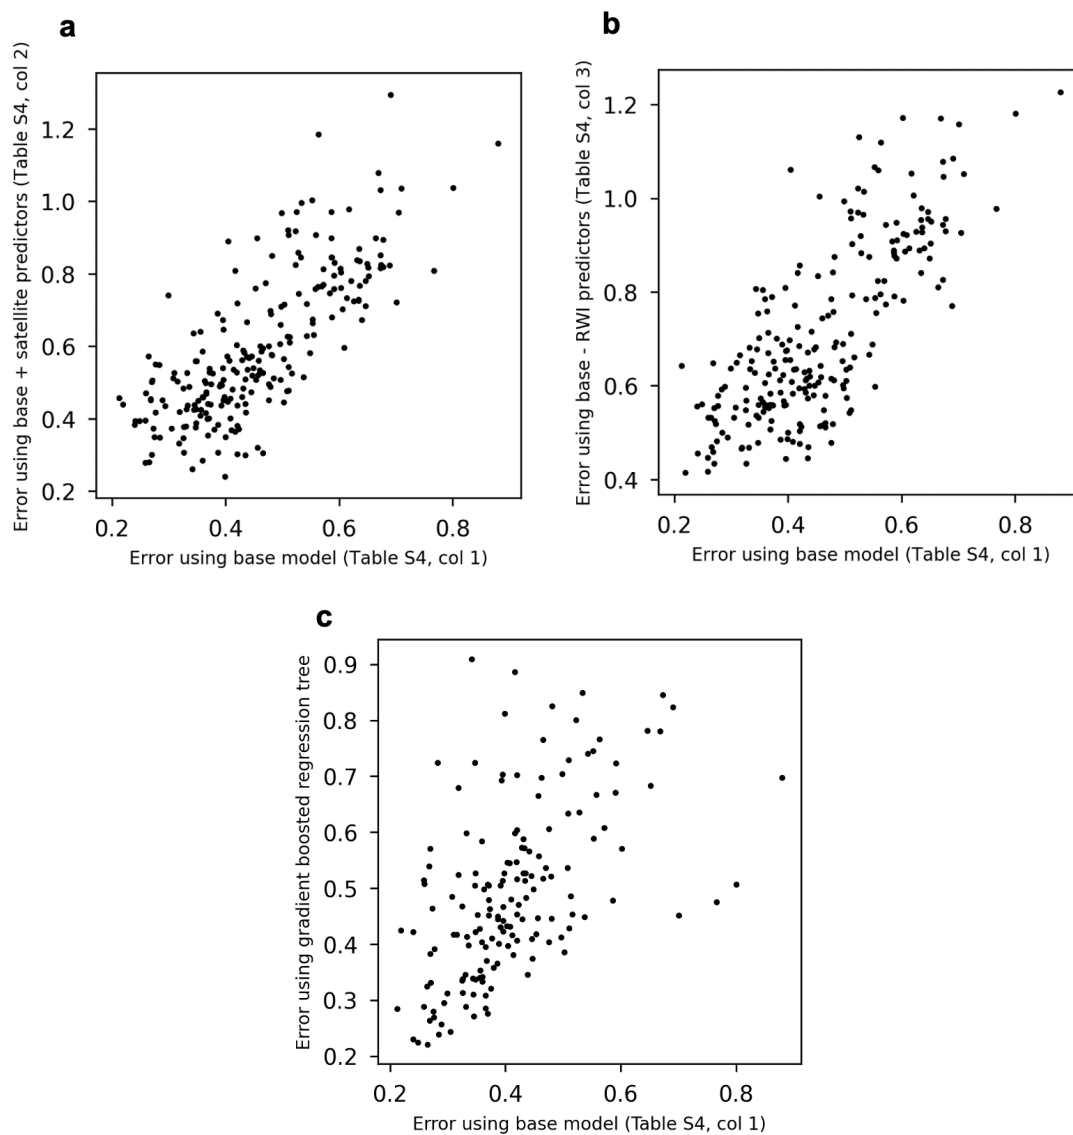 a
Error using base + satellite predictors (Table S4, col 2)
1.2
1.0
0.8
0.6
0.4
0.2
0.2 0.4 0.6 0.8
Error using base model (Table S4, col 1)
b
Error using base - RWI predictors (Table S4, col 3)
1.2
1.0
0.8
0.6
0.4
0.2 0.4 0.6 0.8
Error using base model (Table S4, col 1)
c
Error using gradient boosted regression tree
0.9
0.8
0.7
0.6
0.5
0.4
0.3
0.2
0.2 0.4 0.6 0.8
Error using base model (Table S4, col 1)